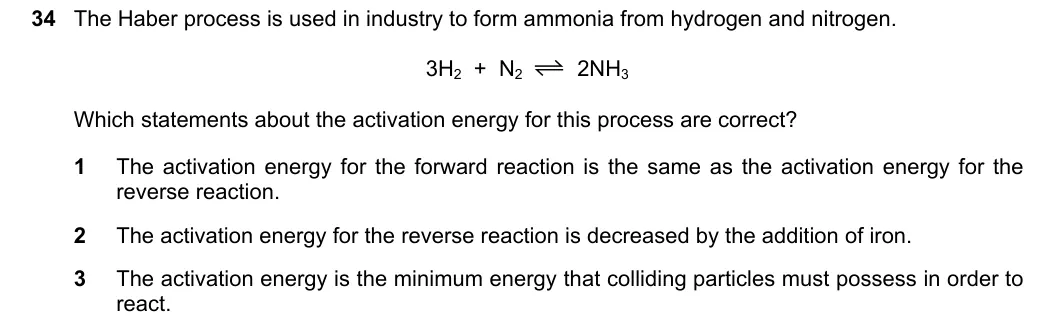 34 The Haber process is used in industry to form ammonia from hydrogen and nitrogen.
3H₂ + N₂ ⇌ 2NH₃
Which statements about the activation energy for this process are correct?
1 The activation energy for the forward reaction is the same as the activation energy for the
reverse reaction.
2 The activation energy for the reverse reaction is decreased by the addition of iron.
3 The activation energy is the minimum energy that colliding particles must possess in order to
react.